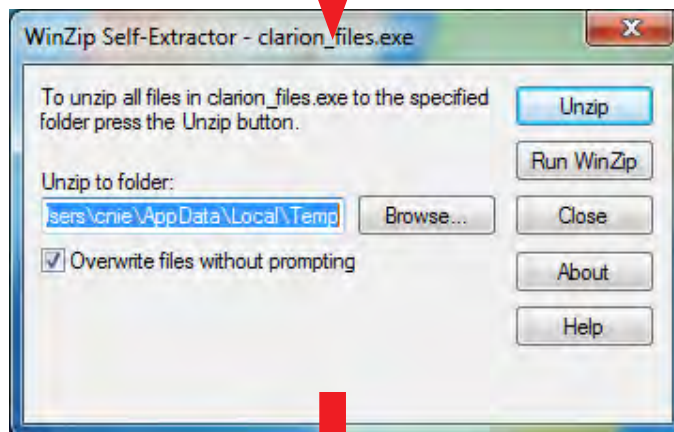 WinZip Self-Extractor - clarion_files.exe
To unzip all files in clarion_files.exe to the specified
folder press the Unzip button.
Unzip
Run WinZip
Unzip to folder:
sers\cnie\AppData\Local\Temp
Browse...
Close
Overwrite files without prompting
About
Help